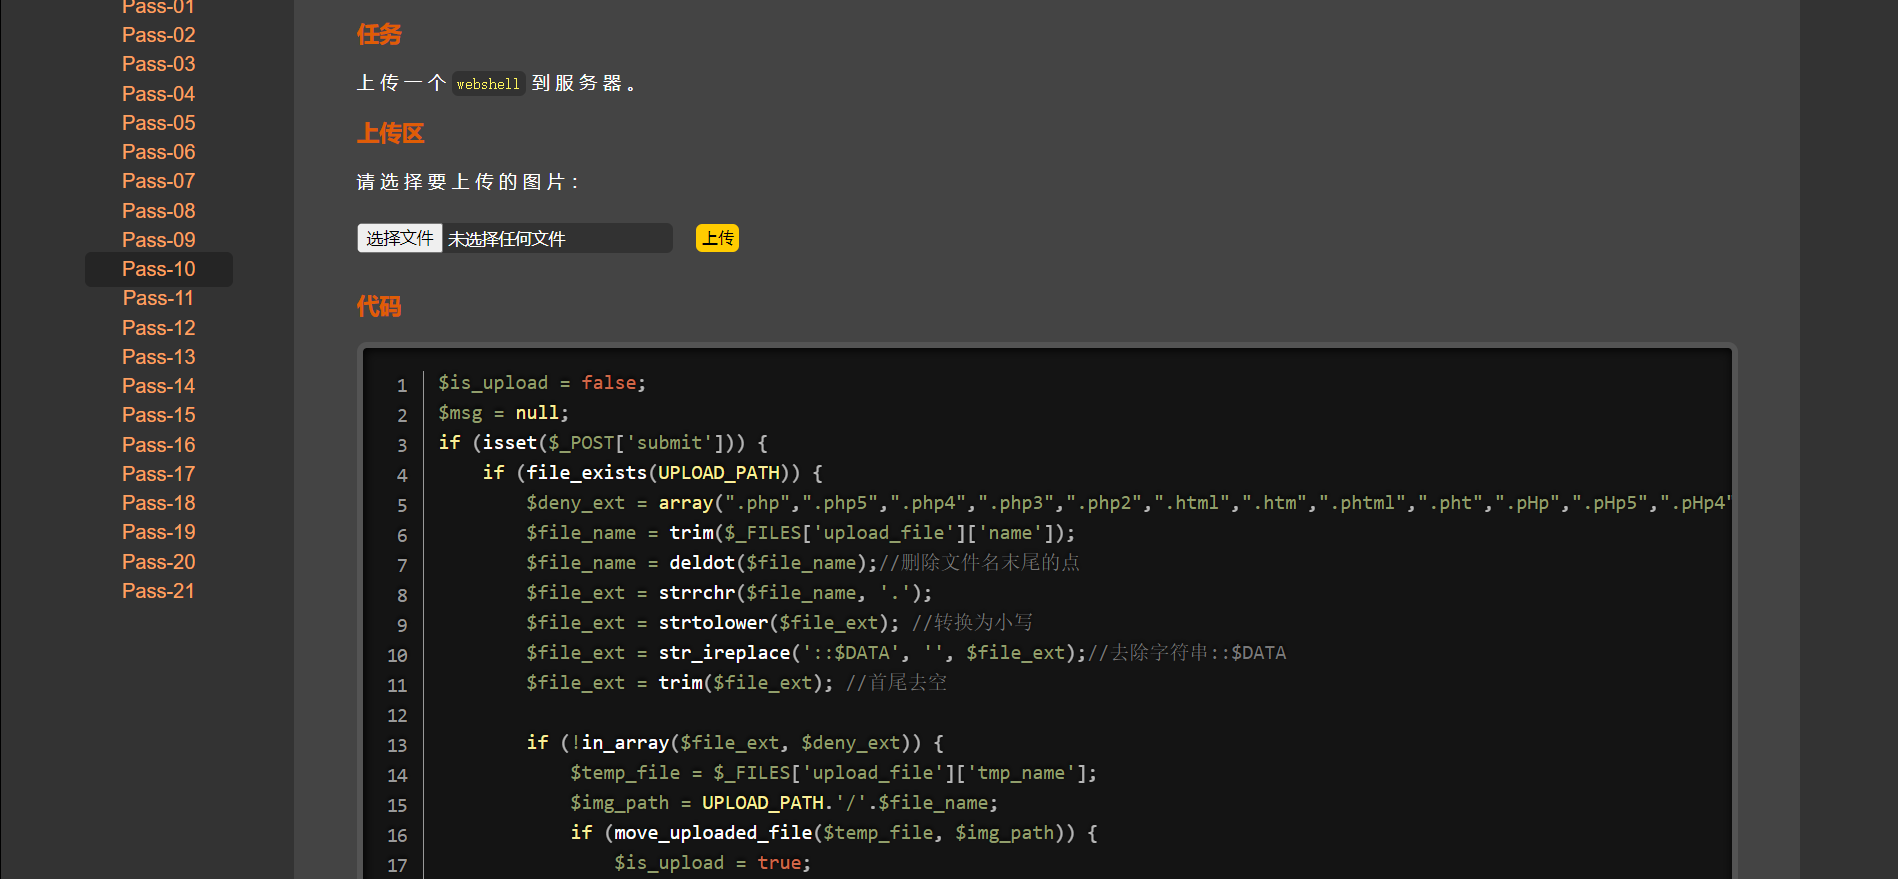 Pass-01
Pass-02
Pass-03
Pass-04
Pass-05
Pass-06
Pass-07
Pass-08
Pass-09
Pass-10
Pass-11
Pass-12
Pass-13
Pass-14
Pass-15
Pass-16
Pass-17
Pass-18
Pass-19
Pass-20
Pass-21
任务
上传一个 webshell 到服务器。
上传区
请选择要上传的图片：
选择文件 未选择任何文件 上传
代码
1 $is_upload = false;
2 $msg = null;
3 if (isset($_POST['submit'])) {
4 if (file_exists(UPLOAD_PATH)) {
5 $deny_ext = array(".php",".php5",".php4",".php3",".php2",".html",".htm",".phtml",".pht",".pHp",".pHp5",".pHp4"
6 $file_name = trim($_FILES['upload_file']['name']);
7 $file_name = deldot($file_name);//删除文件名末尾的点
8 $file_ext = strrchr($file_name, '.');
9 $file_ext = strtolower($file_ext); //转换为小写
10 $file_ext = str_ireplace('::$DATA', '', $file_ext);//去除字符串::$DATA
11 $file_ext = trim($file_ext); //首尾去空
12
13 if (!in_array($file_ext, $deny_ext)) {
14 $temp_file = $_FILES['upload_file']['tmp_name'];
15 $img_path = UPLOAD_PATH.'/'.$file_name;
16 if (move_uploaded_file($temp_file, $img_path)) {
17 $is_upload = true;